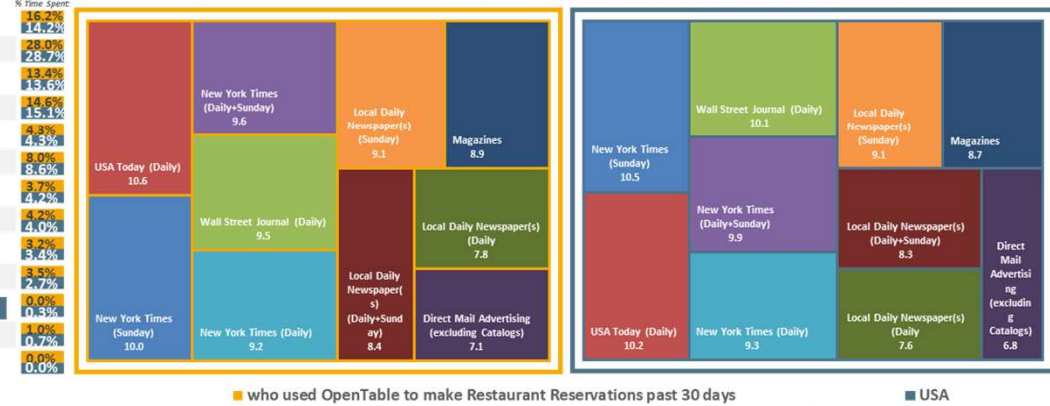 % Time Spent:
16.2%
14.2%
28.0%
28.7%
13.4%
13.6%
14.6%
15.1%
4.3%
4.3%
8.0%
8.6%
3.7%
4.2%
4.2%
4.0%
3.2%
3.4%
3.5%
2.7%
0.0%
0.3%
1.0%
0.7%
0.0%
0.0%
USA Today (Daily)
10.6
New York Times
(Sunday)
10.0
New York Times
(Daily+Sunday)
9.6
Wall Street Journal (Daily)
9.5
New York Times (Daily)
9.2
Local Daily
Newspaper(s)
(Sunday)
9.1
Magazines
8.9
Local Daily
Newspaper(
s)
(Daily+Sund
ay)
8.4
Local Daily Newspaper(s)
(Daily
7.8
Direct Mail Advertising
(excluding Catalogs)
7.1
New York Times
(Sunday)
10.5
USA Today (Daily)
10.2
Wall Street Journal (Daily)
10.1
New York Times
(Daily+Sunday)
9.9
New York Times (Daily)
9.3
Local Daily
Newspaper(s)
(Sunday)
9.1
Magazines
8.7
Local Daily Newspaper(s)
(Daily+Sunday)
8.3
Local Daily Newspaper(s)
(Daily
7.6
Direct
Mail
Advertisi
ng
(excludin
g
Catalogs)
6.8
who used OpenTable to make Restaurant Reservations past 30 days
USA